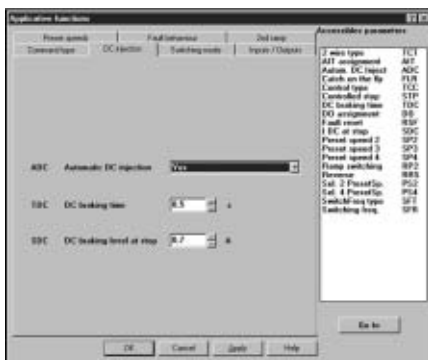 Application functions
Preset speeds
Fault behaviour
2nd ramp
Command type
DC injection
Switching mode
Inputs / Outputs
ADC Automatic DC injection Yes
TDC DC braking time 0.5 s
SDC DC braking level at stop 0.7 A
OK
Cancel
Apply
Help
Accessible parameters
2 wire type TCT
AIT assignment AIT
Autom. DC Inject ADC
Catch on the fly FLR
Control type TCC
Controlled stop STP
DC braking time TDC
DO assignment DO
Fault reset RSF
I DC at stop SDC
Preset speed 2 SP2
Preset speed 3 SP3
Preset speed 4 SP4
Ramp switching RP2
Reverse RRS
Sel. 2 PresetSp. PS2
Sel. 4 PresetSp. PS4
SwitchFreq type SFT
Switching freq. SFR
Go to